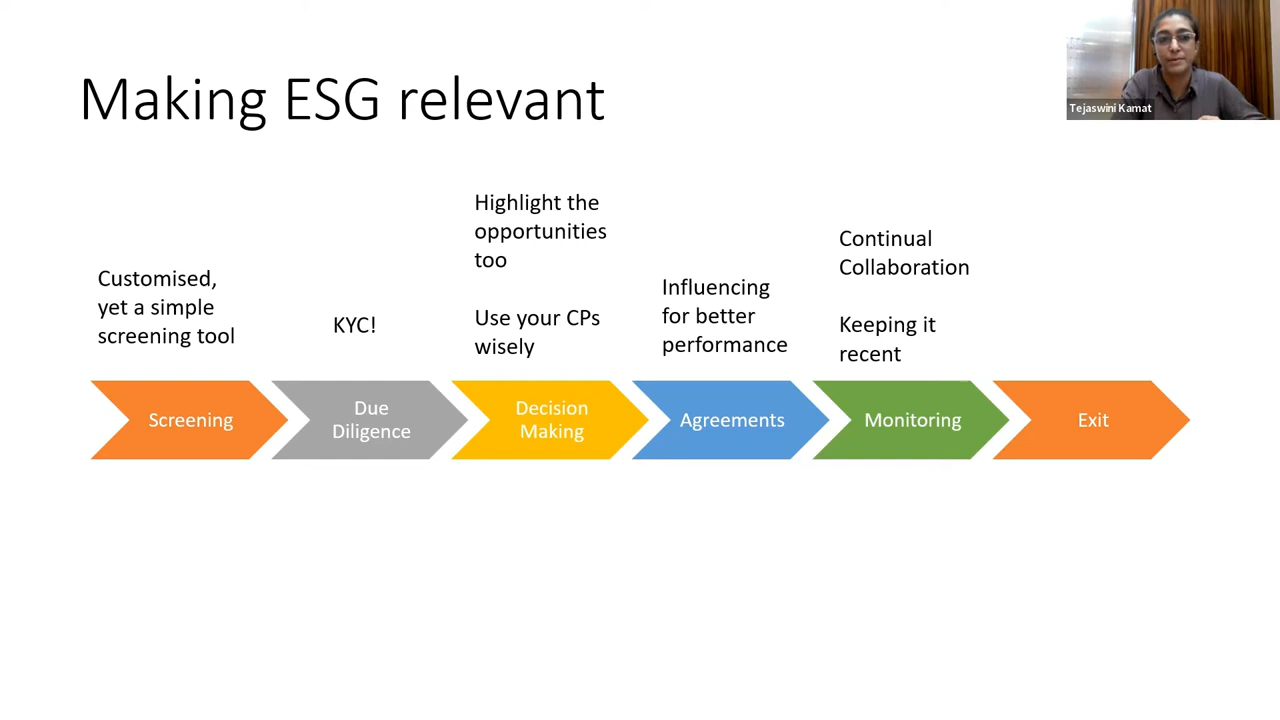 Making ESG relevant
Tejaswini Kamat
Customised,
yet a simple
screening tool
KYC!
Highlight the
opportunities
too
Use your CPs
wisely
Influencing
for better
performance
Continual
Collaboration
Keeping it
recent
Screening
Due
Diligence
Decision
Making
Agreements
Monitoring
Exit